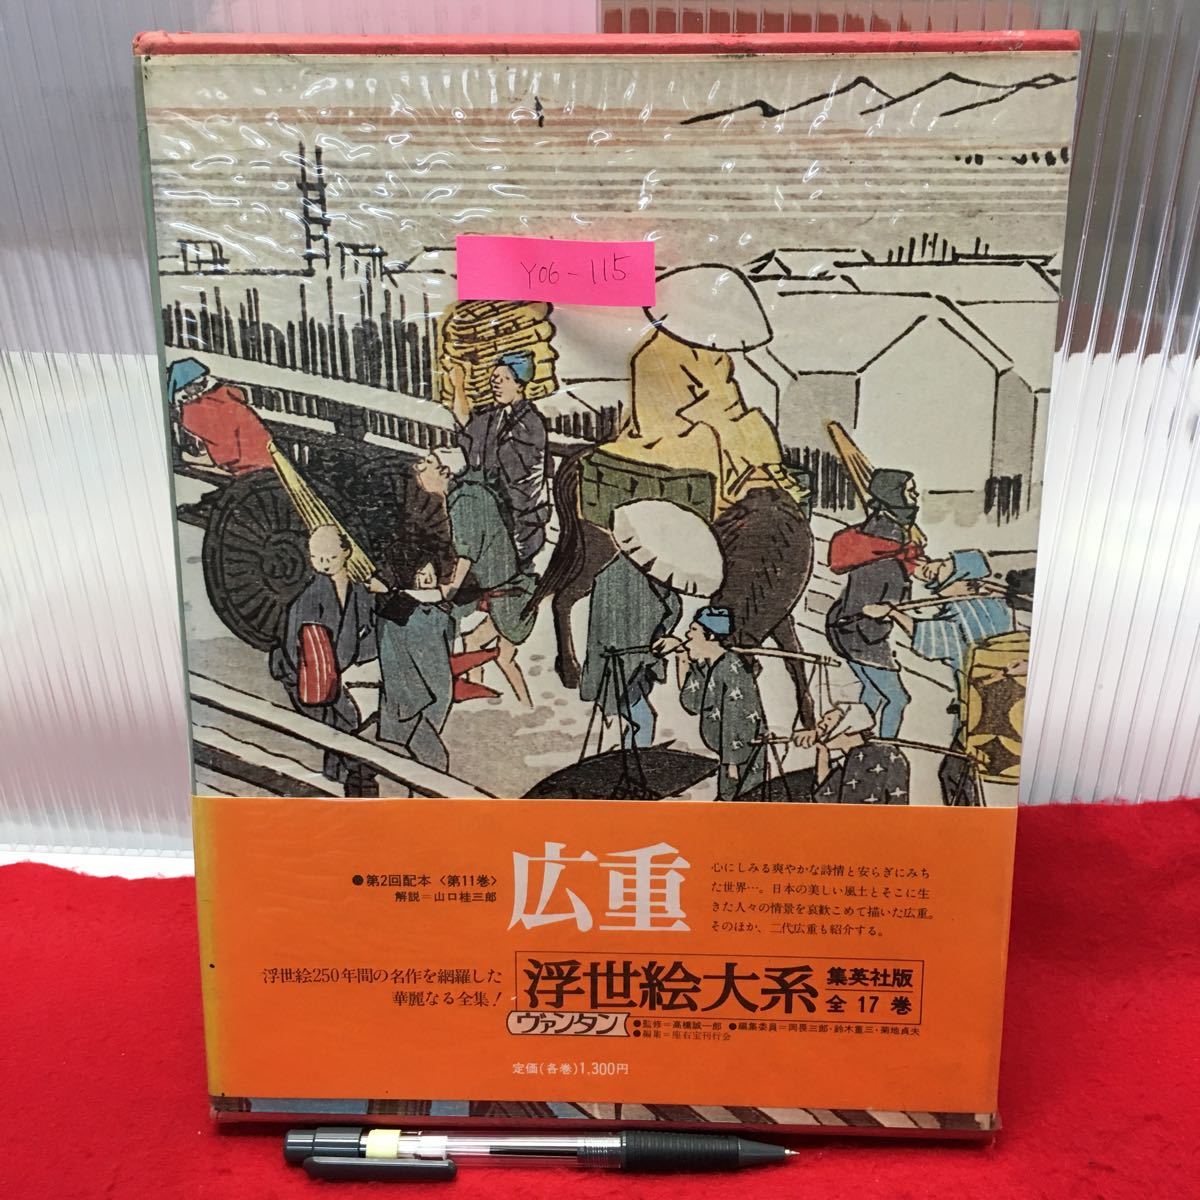 Y06-115
●第2回配本〈第11巻〉
解説=山口桂三郎
広重
心にしみる爽やかな詩情と安らぎにみち
た世界…。日本の美しい風土とそこに生
きた人々の情景を哀歓こめて描いた広重。
そのほか、二代広重も紹介する。
浮世絵250年間の名作を網羅した
華麗なる全集!
浮世絵大系
集英社版
全17巻
ヴァンタン
●監修=高橋誠一郎 ●編集委員=岡畏三郎・鈴木重三・菊地貞夫
●編集=座右宝刊行会
定価(各巻)1,300円